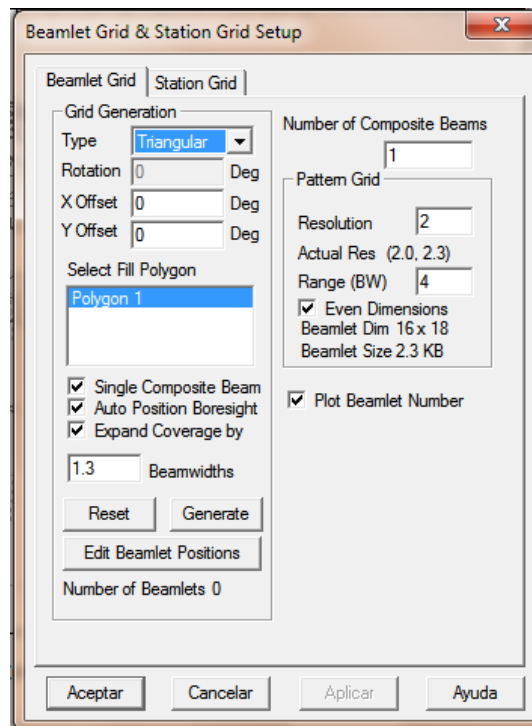 Beamlet Grid & Station Grid Setup
Beamlet Grid
Station Grid
Grid Generation
Type Triangular
Rotation 0 Deg
X Offset 0 Deg
Y Offset 0 Deg
Select Fill Polygon
Polygon 1
Single Composite Beam
Auto Position Boresight
Expand Coverage by
1.3 Beamwidths
Reset
Generate
Edit Beamlet Positions
Number of Beamlets 0
Number of Composite Beams
1
Pattern Grid
Resolution 2
Actual Res (2.0, 2.3)
Range (BW) 4
Even Dimensions
Beamlet Dim 16 x 18
Beamlet Size 2.3 KB
Plot Beamlet Number
Aceptar
Cancelar
Aplicar
Ayuda